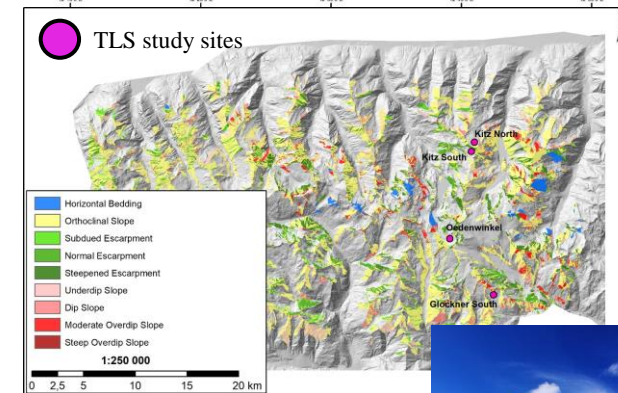 TLS study sites
Kitz North
Kitz South
Oedenwinkel
Glockner South
Horizontal Bedding
Orthoclinal Slope
Subdued Escarpment
Normal Escarpment
Steepened Escarpment
Underdip Slope
Dip Slope
Moderate Overdip Slope
Steep Overdip Slope
1:250 000
0 2,5 5 10 15 20 km